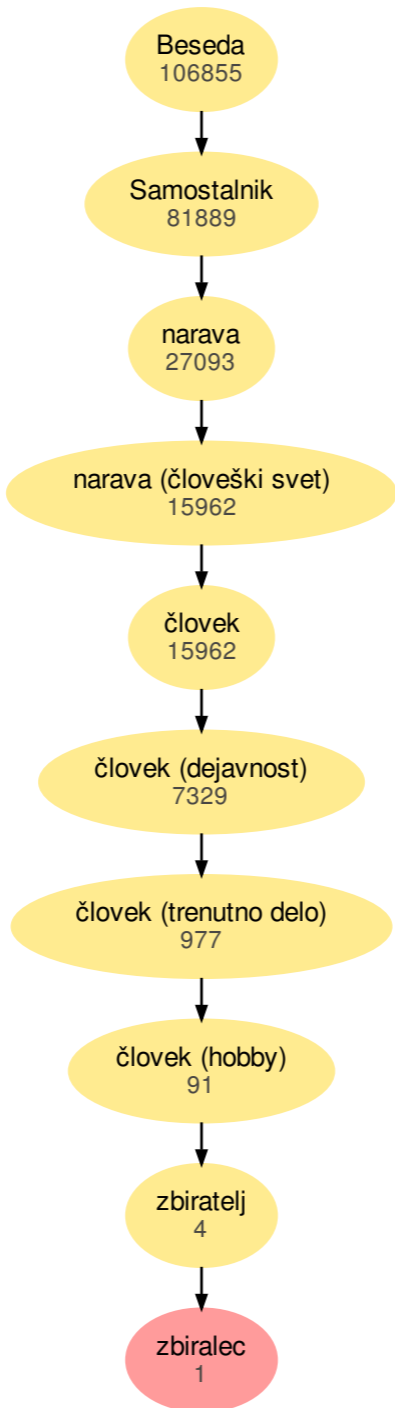 Beseda
106855
Samostalnik
81889
narava
27093
narava (človeški svet)
15962
človek
15962
človek (dejavnost)
7329
človek (trenutno delo)
977
človek (hobby)
91
zbiratelj
4
zbiralec
1